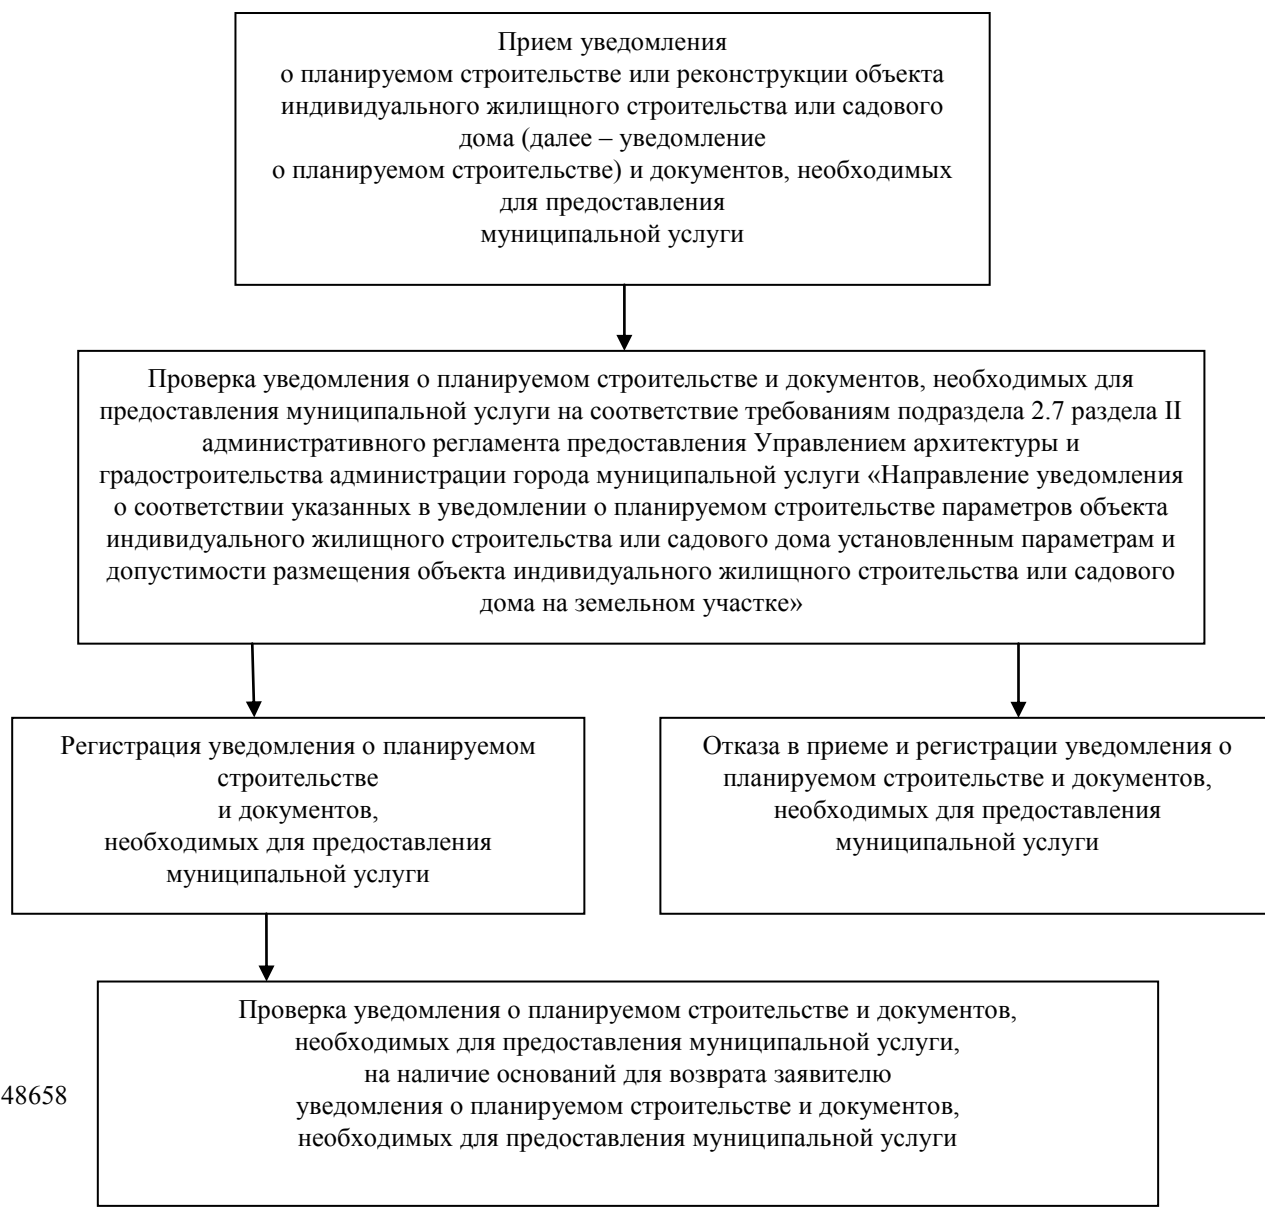 Прием уведомления
о планируемом строительстве или реконструкции объекта
индивидуального жилищного строительства или садового
дома (далее – уведомление
о планируемом строительстве) и документов, необходимых
для предоставления
муниципальной услуги
Проверка уведомления о планируемом строительстве и документов, необходимых для
предоставления муниципальной услуги на соответствие требованиям подраздела 2.7 раздела II
административного регламента предоставления Управлением архитектуры и
градостроительства администрации города муниципальной услуги «Направление уведомления
о соответствии указанных в уведомлении о планируемом строительстве параметров объекта
индивидуального жилищного строительства или садового дома установленным параметрам и
допустимости размещения объекта индивидуального жилищного строительства или садового
дома на земельном участке»
Регистрация уведомления о планируемом
строительстве
и документов,
необходимых для предоставления
муниципальной услуги
Отказа в приеме и регистрации уведомления о
планируемом строительстве и документов,
необходимых для предоставления
муниципальной услуги
Проверка уведомления о планируемом строительстве и документов,
необходимых для предоставления муниципальной услуги,
на наличие оснований для возврата заявителю
уведомления о планируемом строительстве и документов,
необходимых для предоставления муниципальной услуги
48658